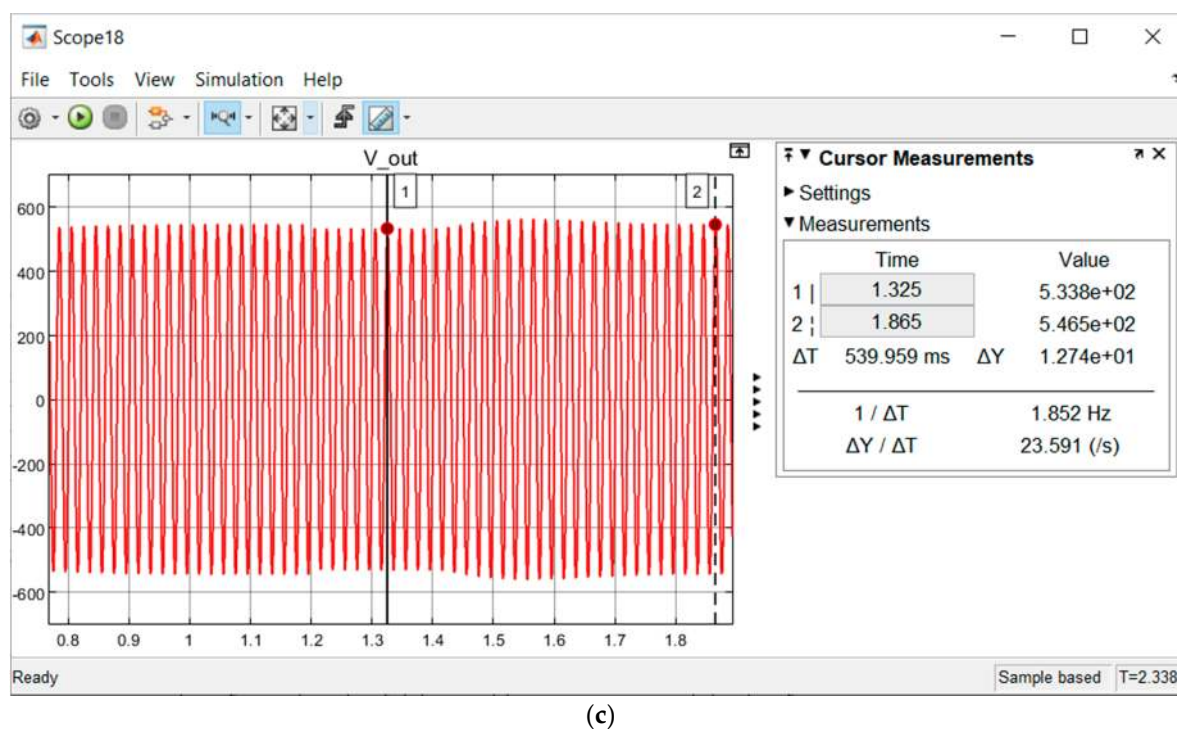 Scope18
File Tools View Simulation Help
V_out
1
2
600
400
200
0
-200
-400
-600
0.8 0.9 1 1.1 1.2 1.3 1.4 1.5 1.6 1.7 1.8
Cursor Measurements
Settings
Measurements
Time Value
1 | 1.325 5.338e+02
2 ¦ 1.865 5.465e+02
ΔT 539.959 ms ΔY 1.274e+01
1 / ΔT 1.852 Hz
ΔY / ΔT 23.591 (/s)
Ready Sample based T=2.338
(c)